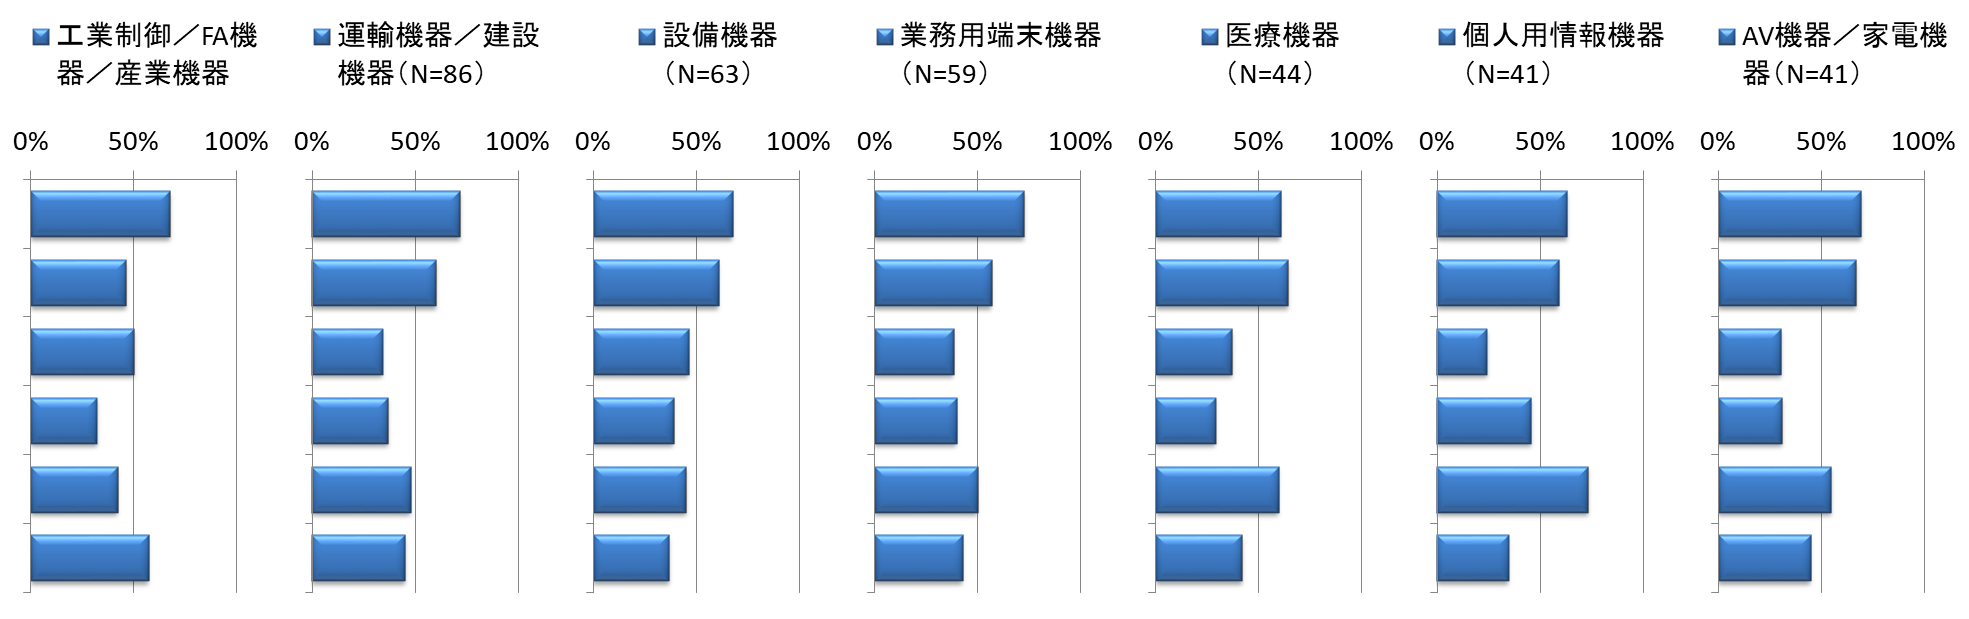 工業制御／FA機
器／産業機器
運輸機器／建設
機器（N=86）
設備機器
（N=63）
業務用端末機器
（N=59）
医療機器
（N=44）
個人用情報機器
（N=41）
AV機器／家電機
器（N=41）
0% 50% 100%
0% 50% 100%
0% 50% 100%
0% 50% 100%
0% 50% 100%
0% 50% 100%
0% 50% 100%